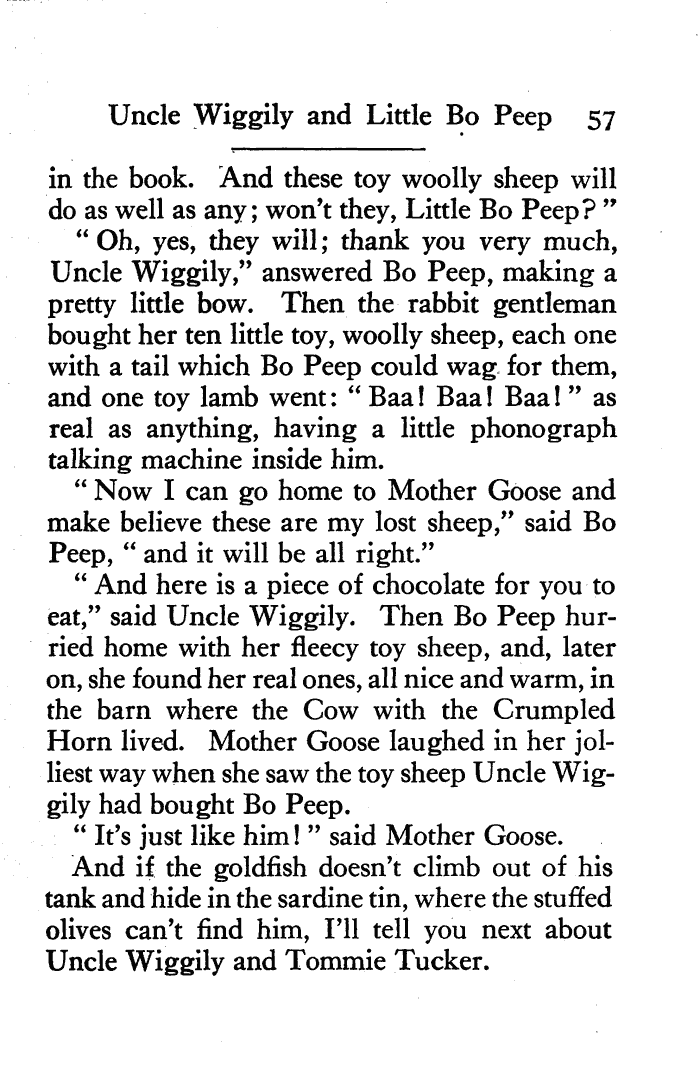 Uncle Wiggily and Little Bo Peep 57
in the book. And these toy woolly sheep will
do as well as any; won't they, Little Bo Peep?"
"Oh, yes, they will; thank you very much,
Uncle Wiggily," answered Bo Peep, making a
pretty little bow. Then the rabbit gentleman
bought her ten little toy, woolly sheep, each one
with a tail which Bo Peep could wag for them,
and one toy lamb went: "Baa! Baa! Baa!" as
real as anything, having a little phonograph
talking machine inside him.
"Now I can go home to Mother Goose and
make believe these are my lost sheep," said Bo
Peep, "and it will be all right."
"And here is a piece of chocolate for you to
eat," said Uncle Wiggily. Then Bo Peep hur-
ried home with her fleecy toy sheep, and, later
on, she found her real ones, all nice and warm, in
the barn where the Cow with the Crumpled
Horn lived. Mother Goose laughed in her jol-
liest way when she saw the toy sheep Uncle Wig-
gily had bought Bo Peep.
"It's just like him!" said Mother Goose.
And if the goldfish doesn't climb out of his
tank and hide in the sardine tin, where the stuffed
olives can't find him, I'll tell you next about
Uncle Wiggily and Tommie Tucker.